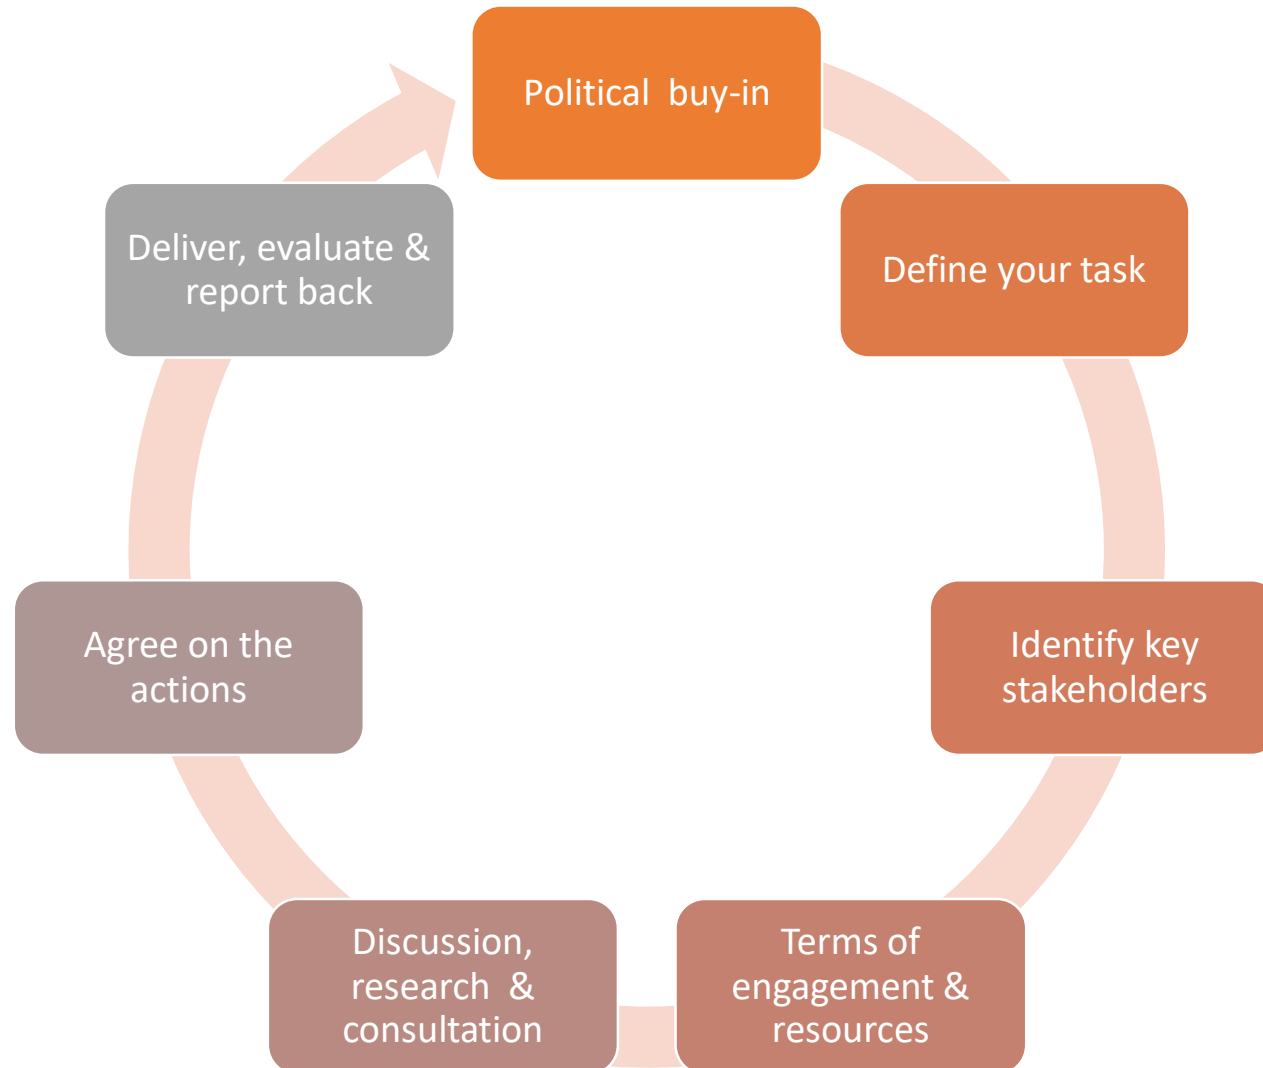 Political  buy-in
Define your task
Identify key
stakeholders
Terms of
engagement &
resources
Discussion,
research  &
consultation
Agree on the
actions
Deliver, evaluate &
report back